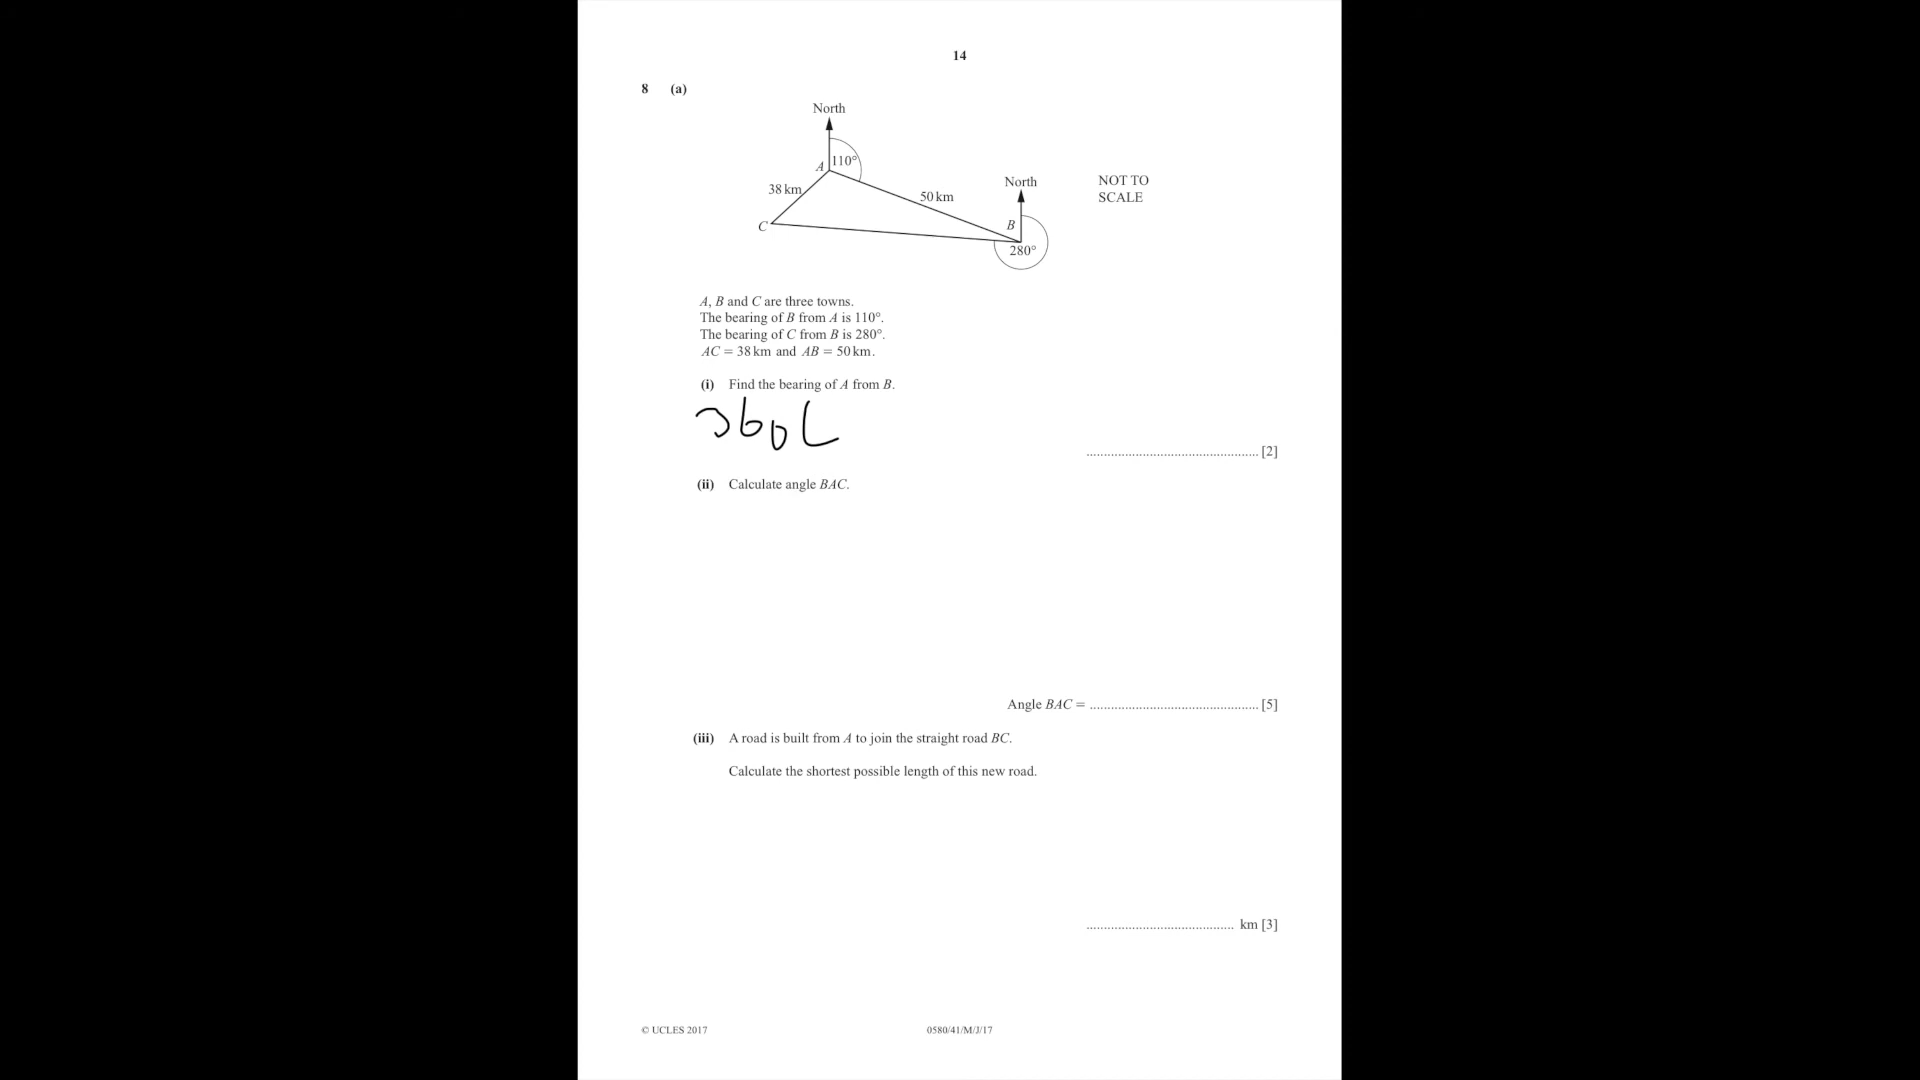 14
8 (a)
North
A
110°
38 km
50 km
North
NOT TO
SCALE
C
B
280°
A, B and C are three towns.
The bearing of B from A is 110°.
The bearing of C from B is 280°.
AC = 38 km and AB = 50 km.
(i) Find the bearing of A from B.
360
.................................................. [2]
(ii) Calculate angle BAC.
Angle BAC = ................................................. [5]
(iii) A road is built from A to join the straight road BC.
Calculate the shortest possible length of this new road.
.......................................... km [3]
© UCLES 2017
0580/41/M/J/17